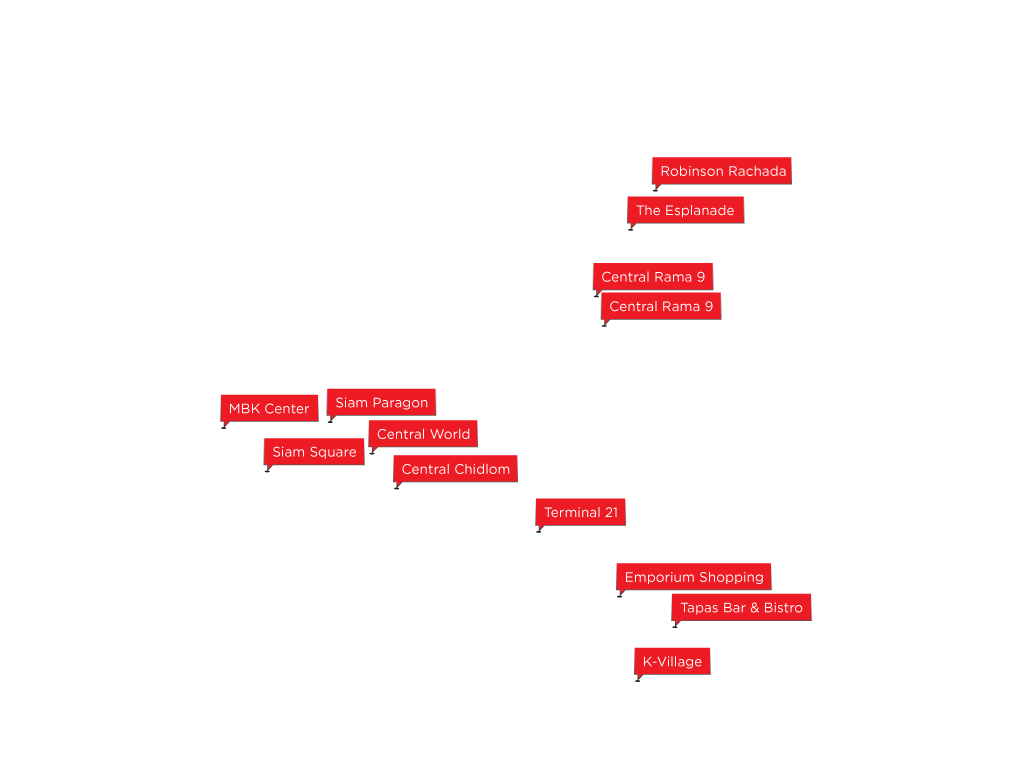 Robinson Rachada
The Esplanade
Central Rama 9
Central Rama 9
Siam Paragon
MBK Center
Central World
Siam Square
Central Chidlom
Terminal 21
Emporium Shopping
Tapas Bar & Bistro
K-Village